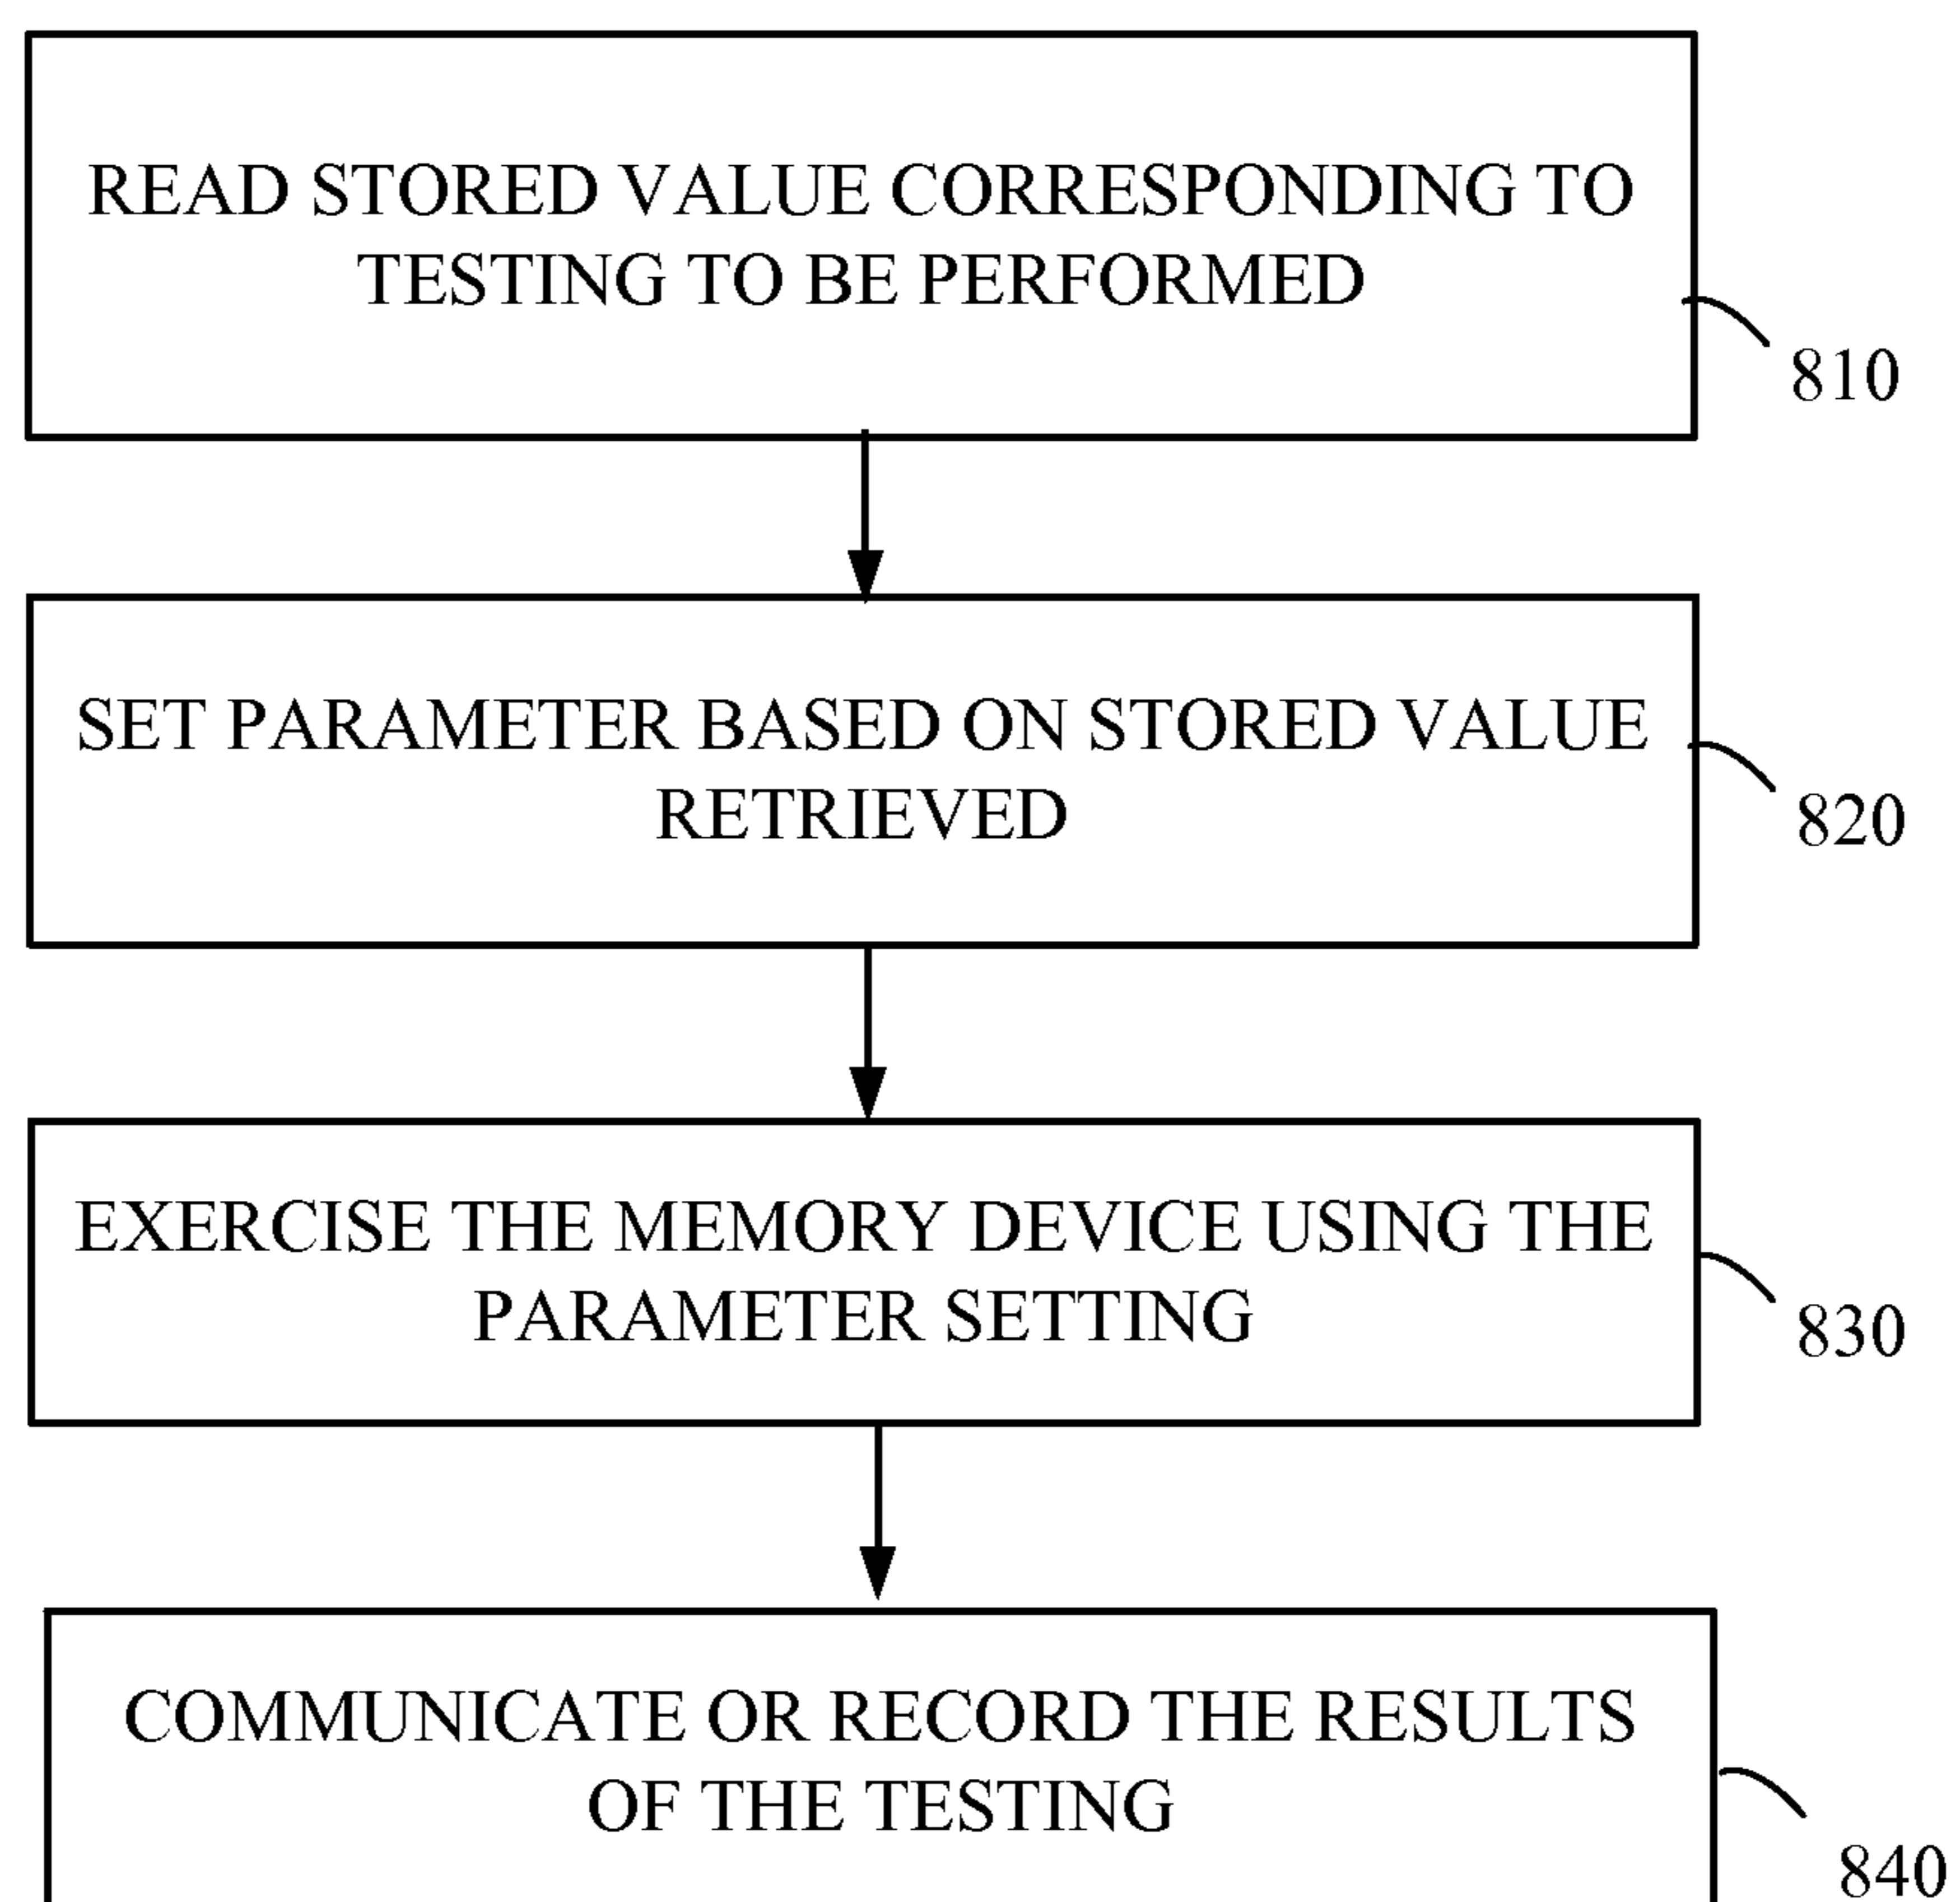 READ STORED VALUE CORRESPONDING TO
TESTING TO BE PERFORMED
810
SET PARAMETER BASED ON STORED VALUE
RETRIEVED
820
EXERCISE THE MEMORY DEVICE USING THE
PARAMETER SETTING
830
COMMUNICATE OR RECORD THE RESULTS
OF THE TESTING
840